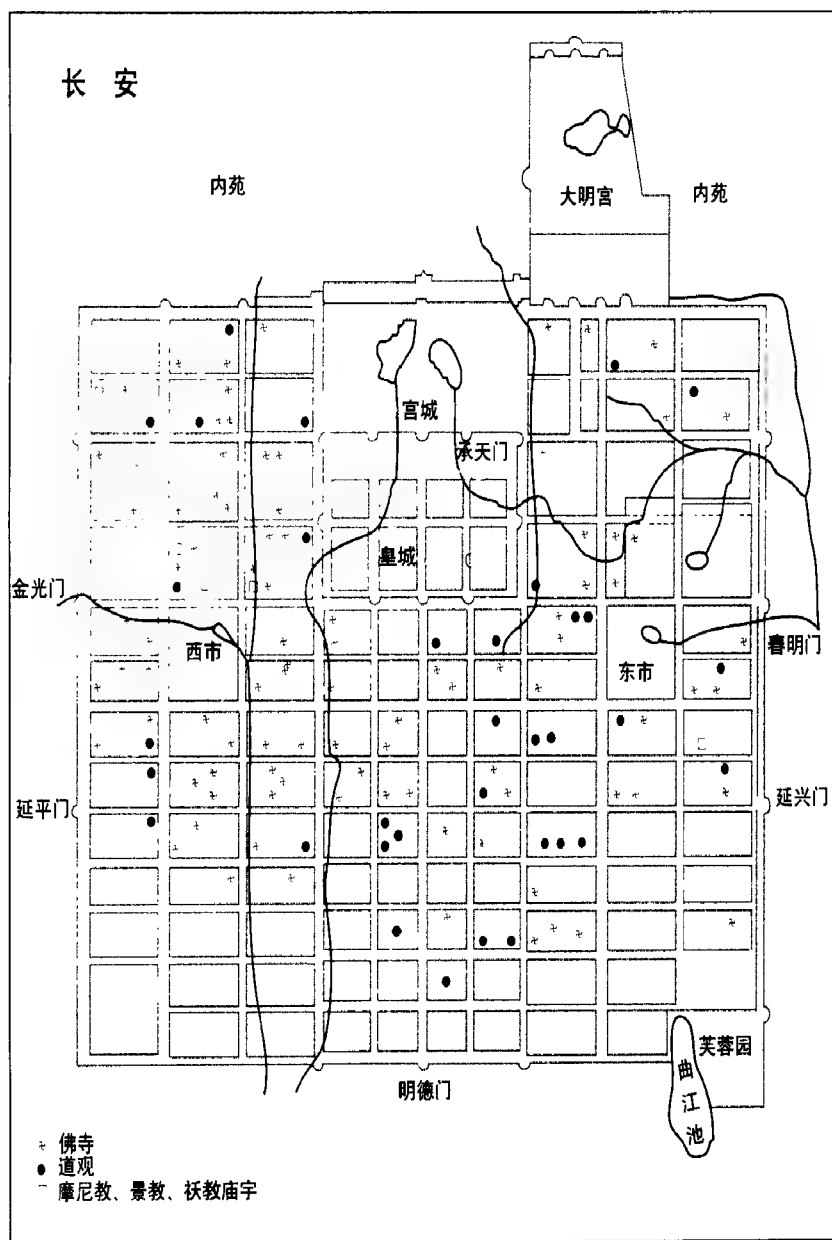 长 安
内苑
大明宫
内苑
宫城
承天门
皇城
金光门
西市
东市
春明门
延平门
延兴门
芙蓉园
曲江池
明德门
佛寺
道观
摩尼教、景教、祆教庙宇